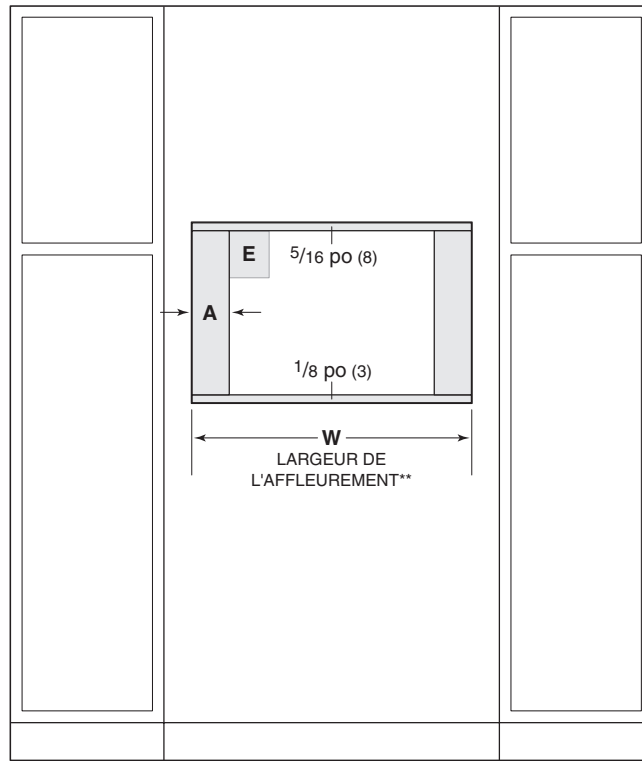 E
5/16 po (8)
A
1/8 po (3)
W
LARGEUR DE
L'AFFLEUREMENT**